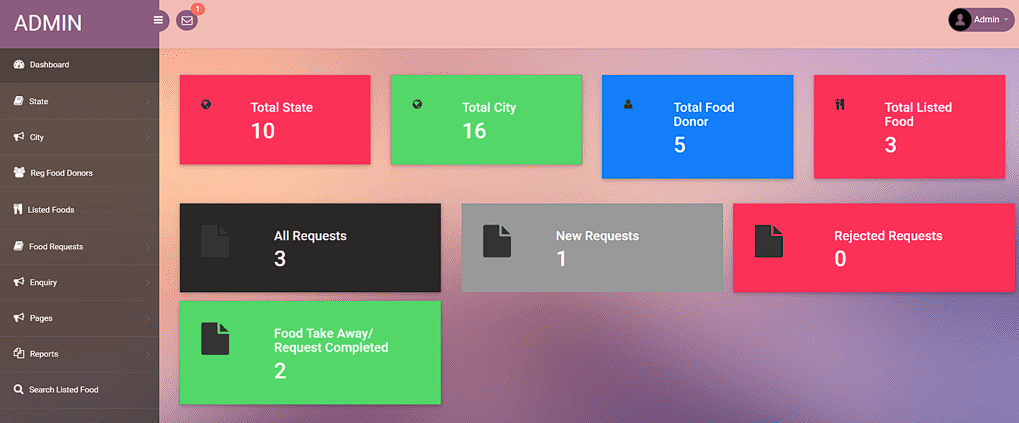 ADMIN
1
Admin
Dashboard
State
City
Reg Food Donors
Listed Foods
Food Requests
Enquiry
Pages
Reports
Search Listed Food
Total State
10
Total City
16
Total Food
Donor
5
Total Listed
Food
3
All Requests
3
New Requests
1
Rejected Requests
0
Food Take Away/
Request Completed
2